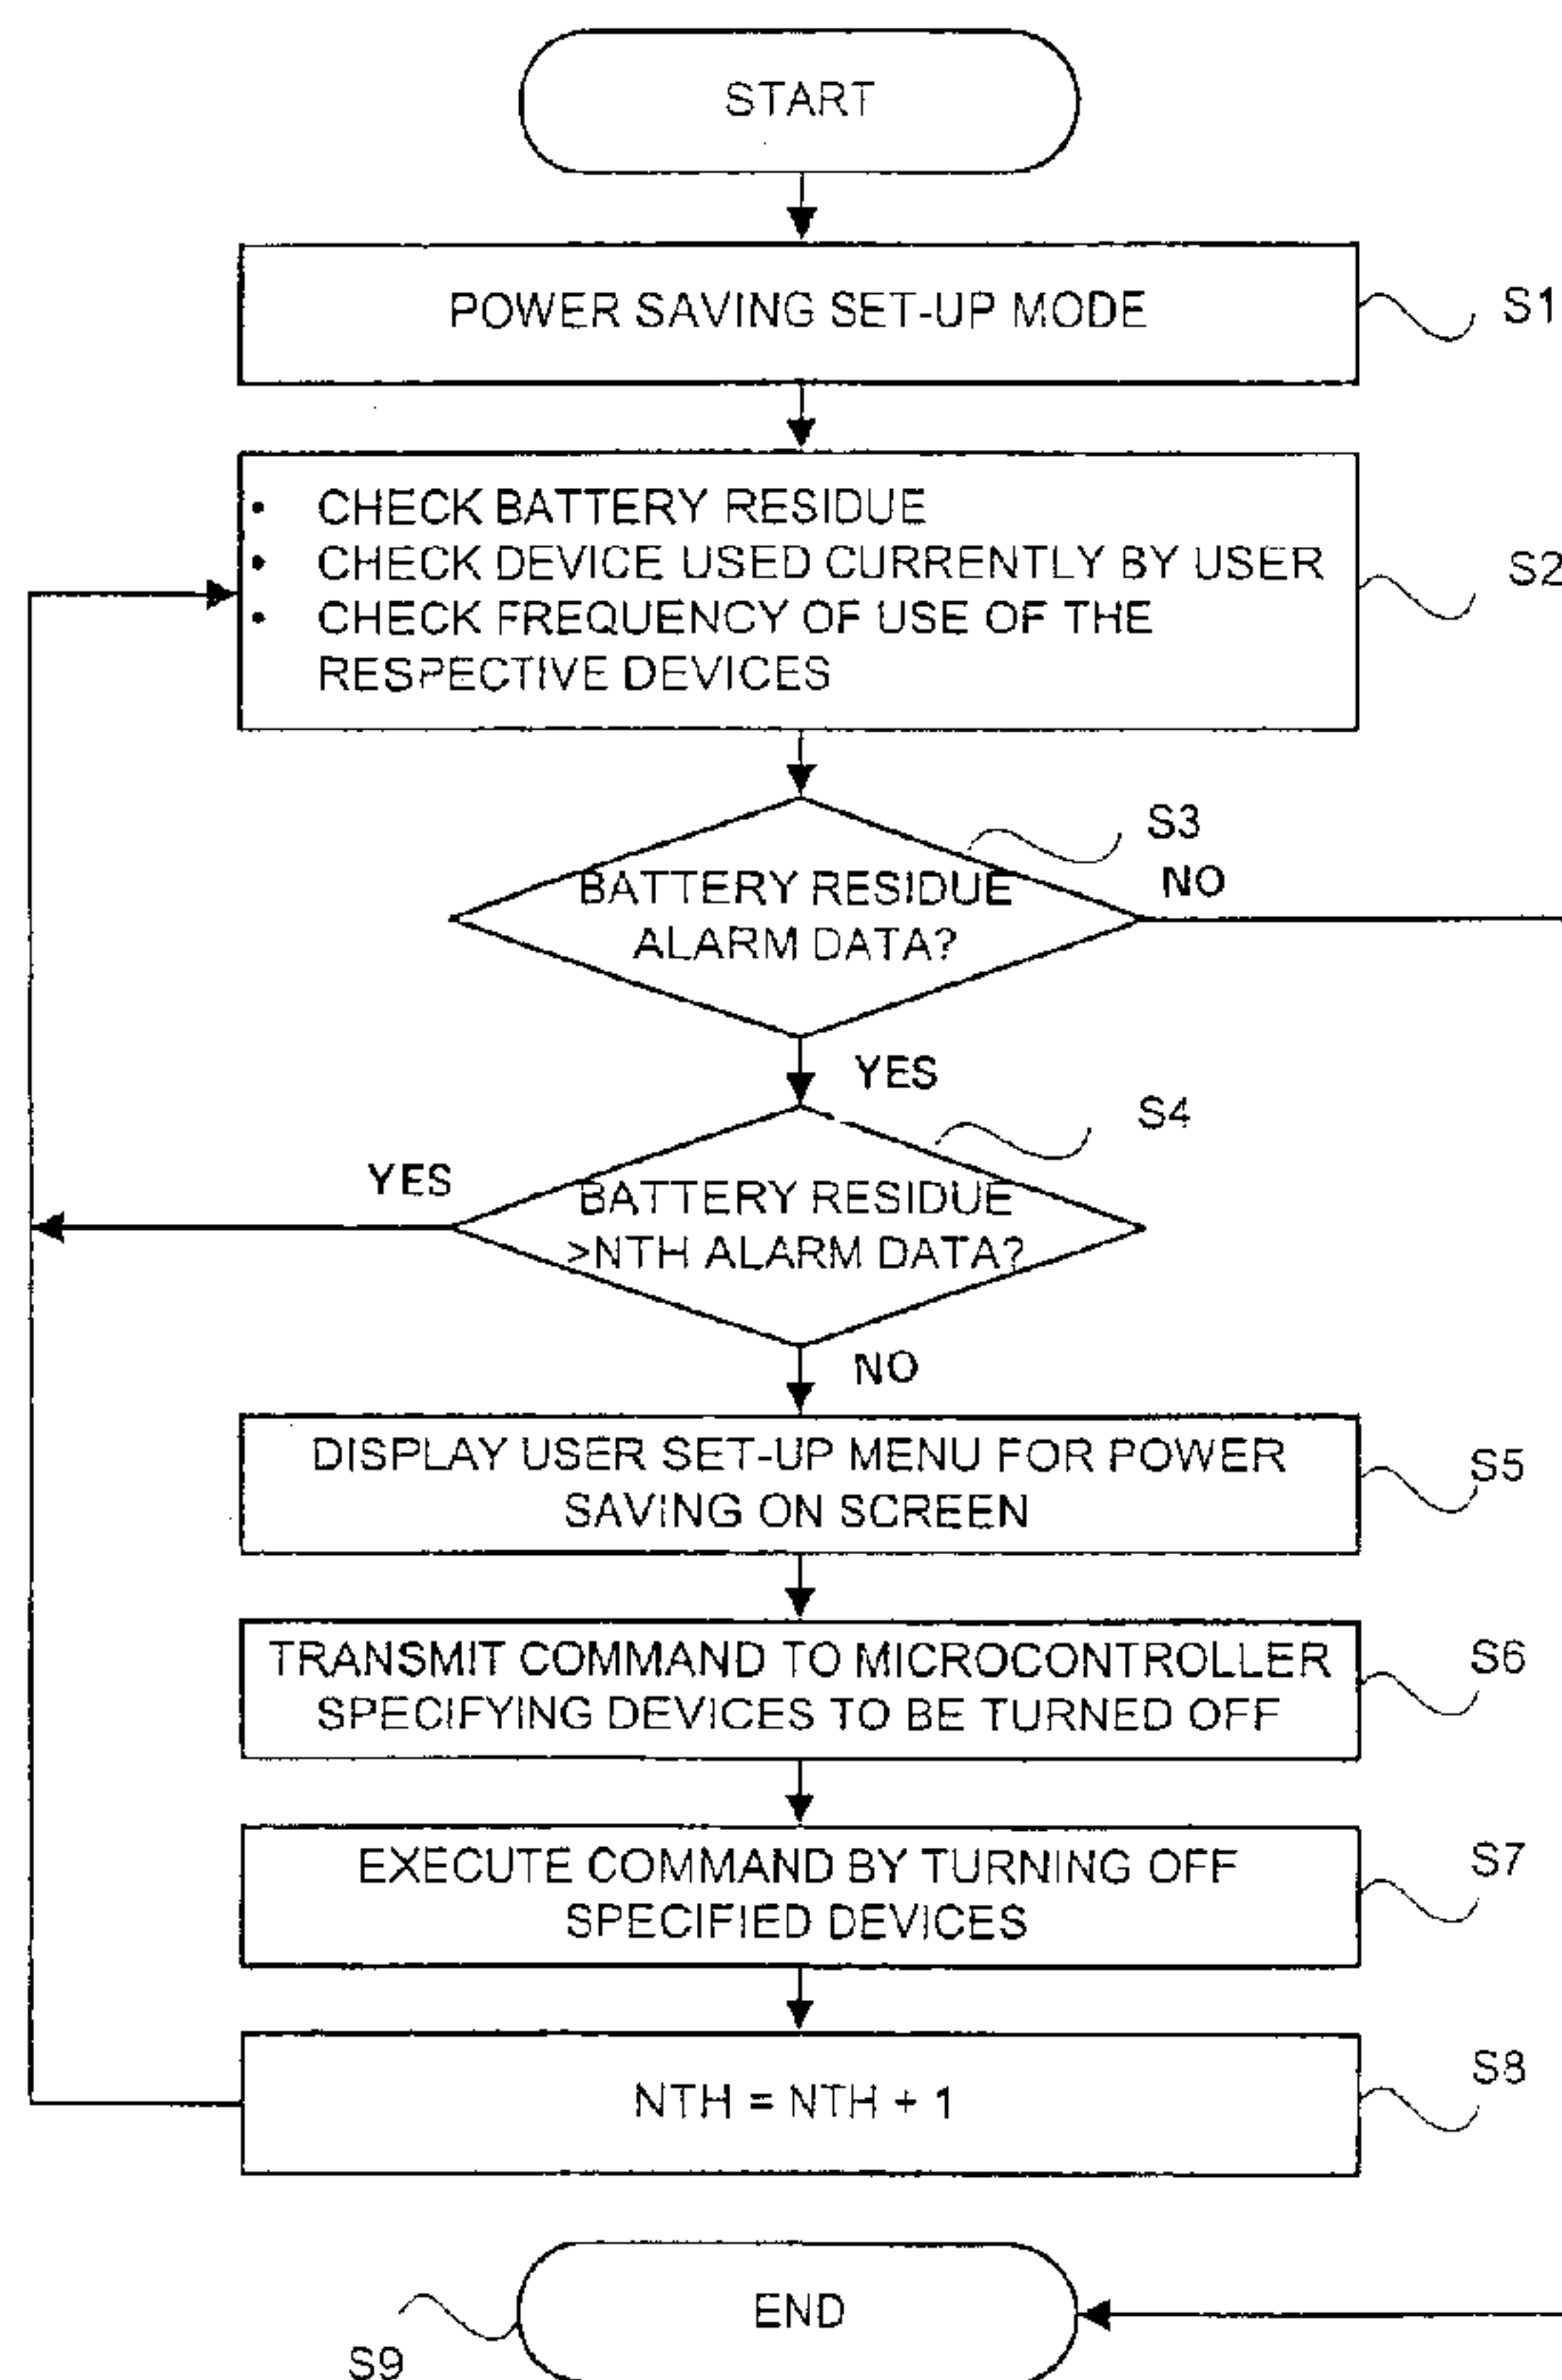 START
POWER SAVING SET-UP MODE
S1
• CHECK BATTERY RESIDUE
• CHECK DEVICE USED CURRENTLY BY USER
• CHECK FREQUENCY OF USE OF THE
RESPECTIVE DEVICES
S2
S3
BATTERY RESIDUE
ALARM DATA?
NO
YES
S4
YES
BATTERY RESIDUE
>NTH ALARM DATA?
NO
DISPLAY USER SET-UP MENU FOR POWER
SAVING ON SCREEN
S5
TRANSMIT COMMAND TO MICROCONTROLLER
SPECIFYING DEVICES TO BE TURNED OFF
S6
EXECUTE COMMAND BY TURNING OFF
SPECIFIED DEVICES
S7
NTH = NTH + 1
S8
END
S9